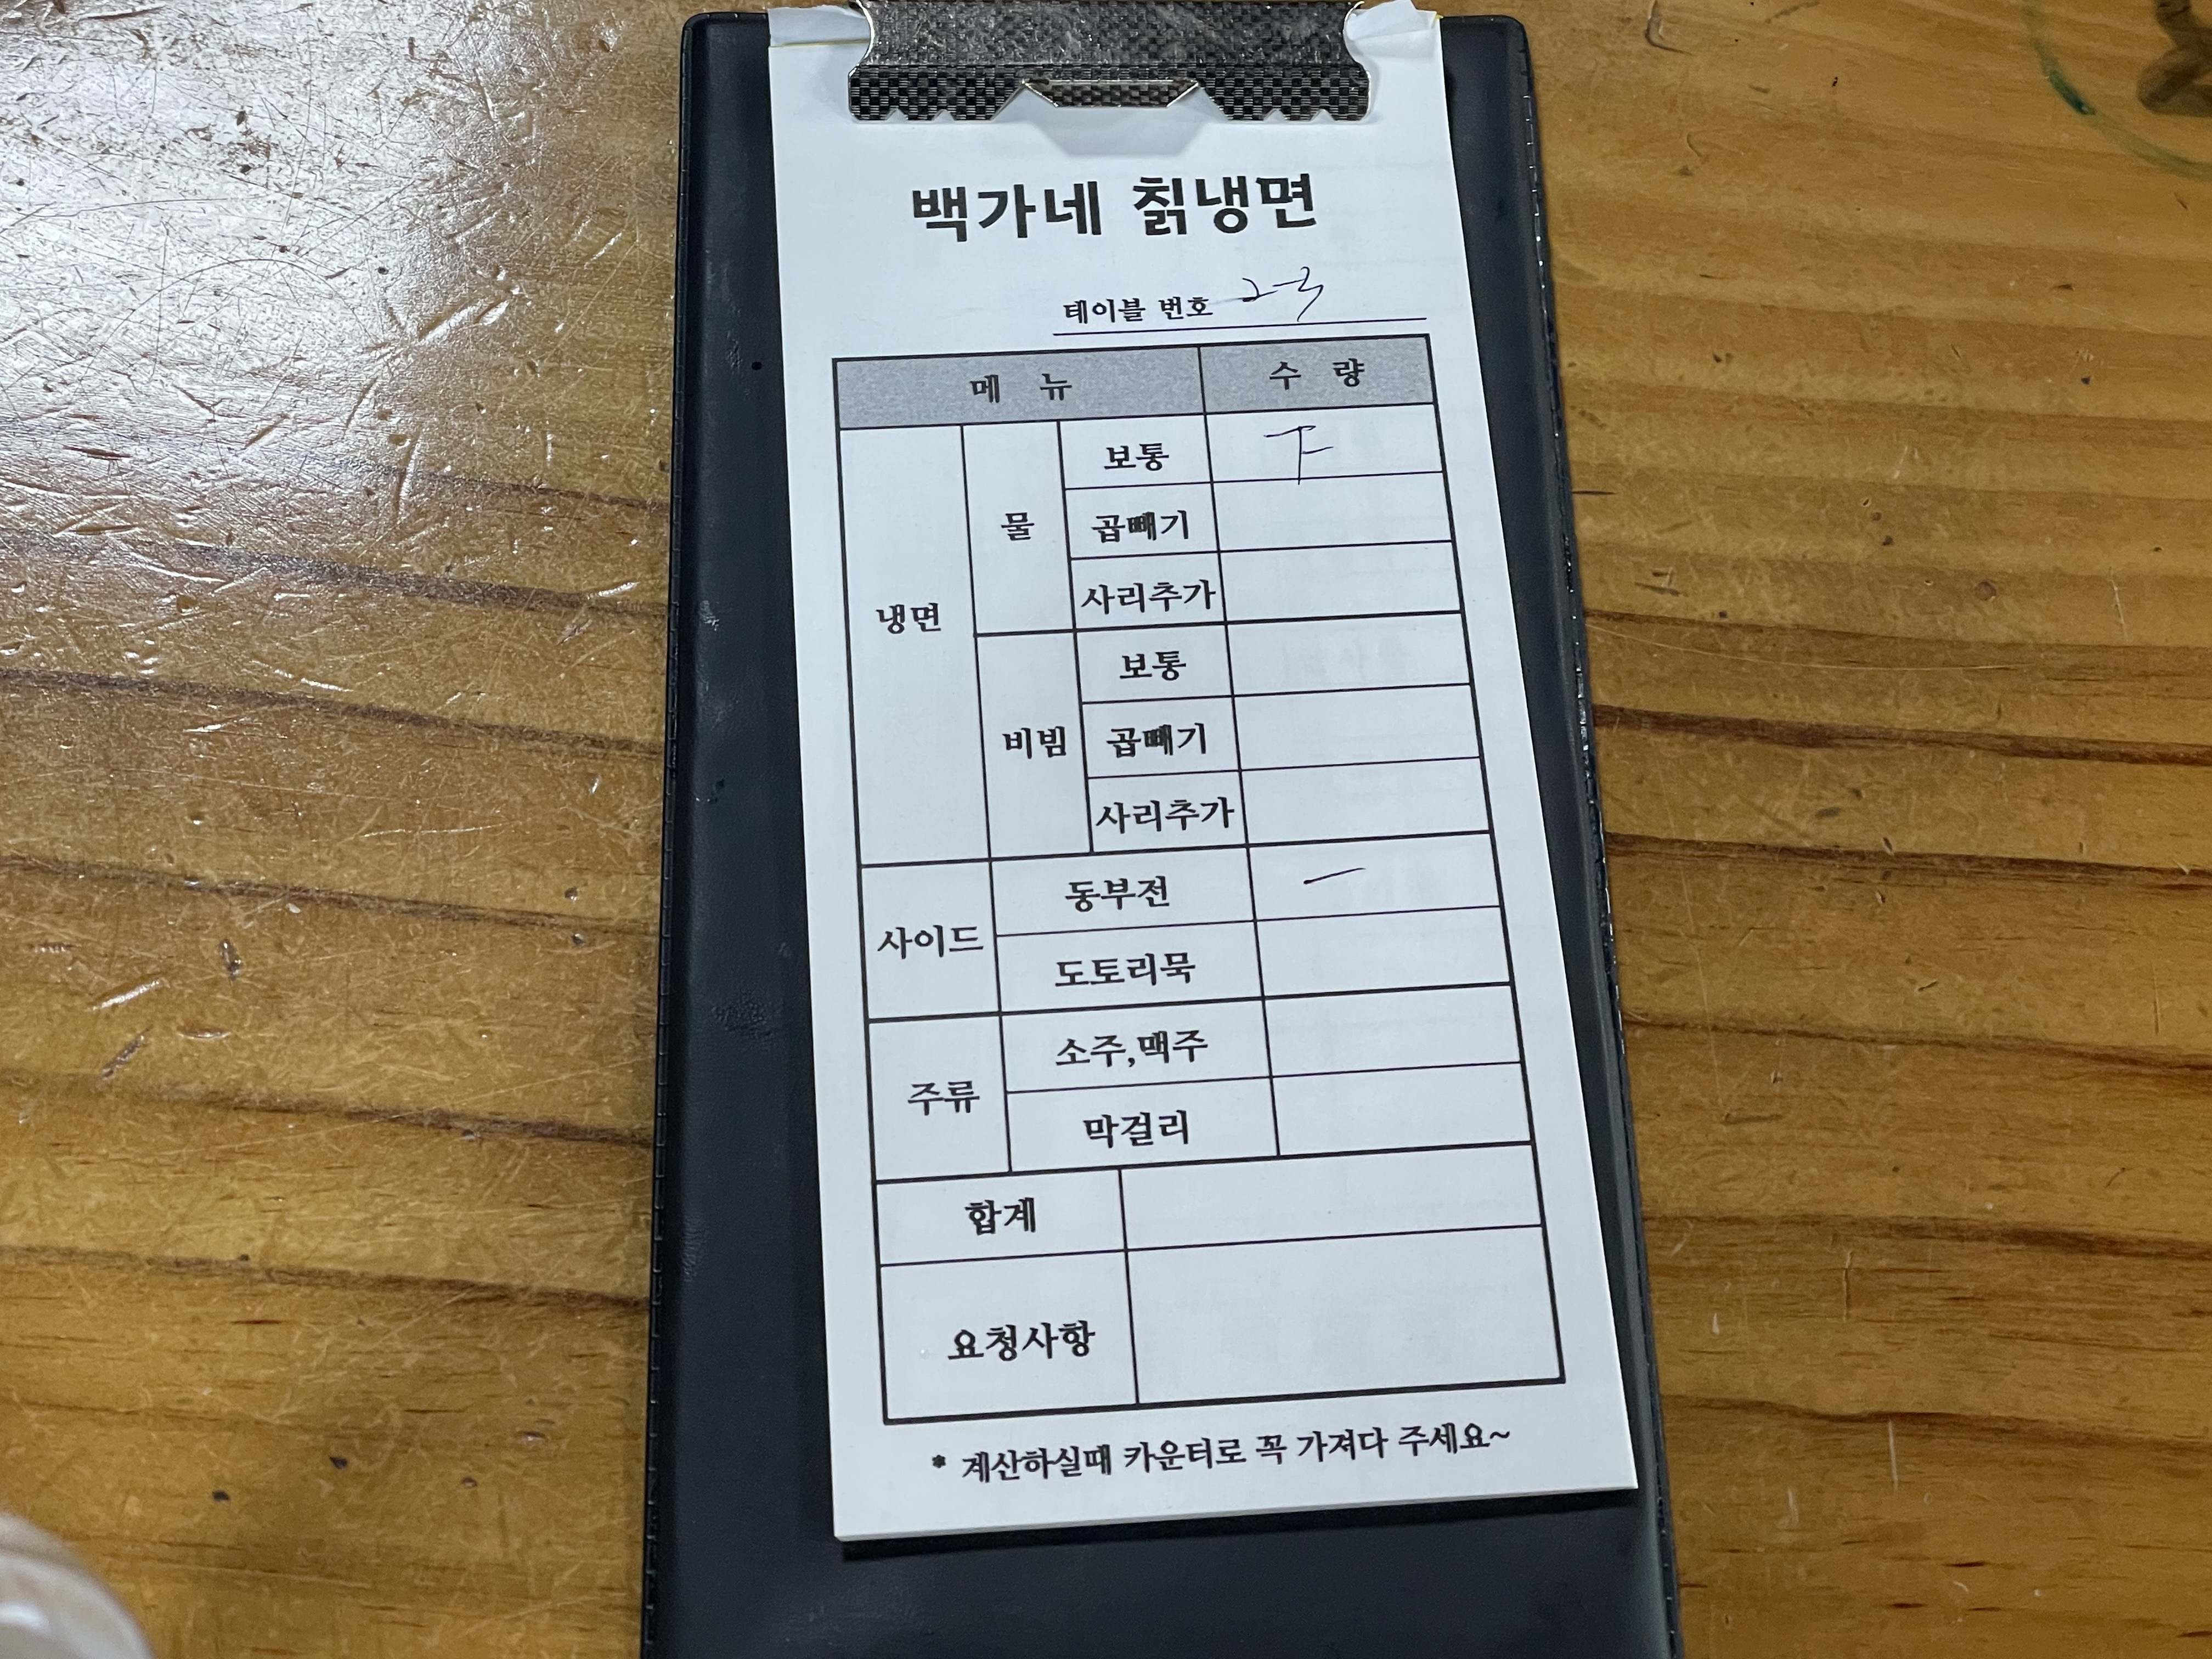 백가네 칡냉면
테이블 번호 2-3
메 뉴 수 량
냉면 물 보통 下
곱빼기
사리추가
비빔 보통
곱빼기
사리추가
사이드 동부전 一
도토리묵
주류 소주,맥주
막걸리
합계
요청사항
* 계산하실때 카운터로 꼭 가져다 주세요~